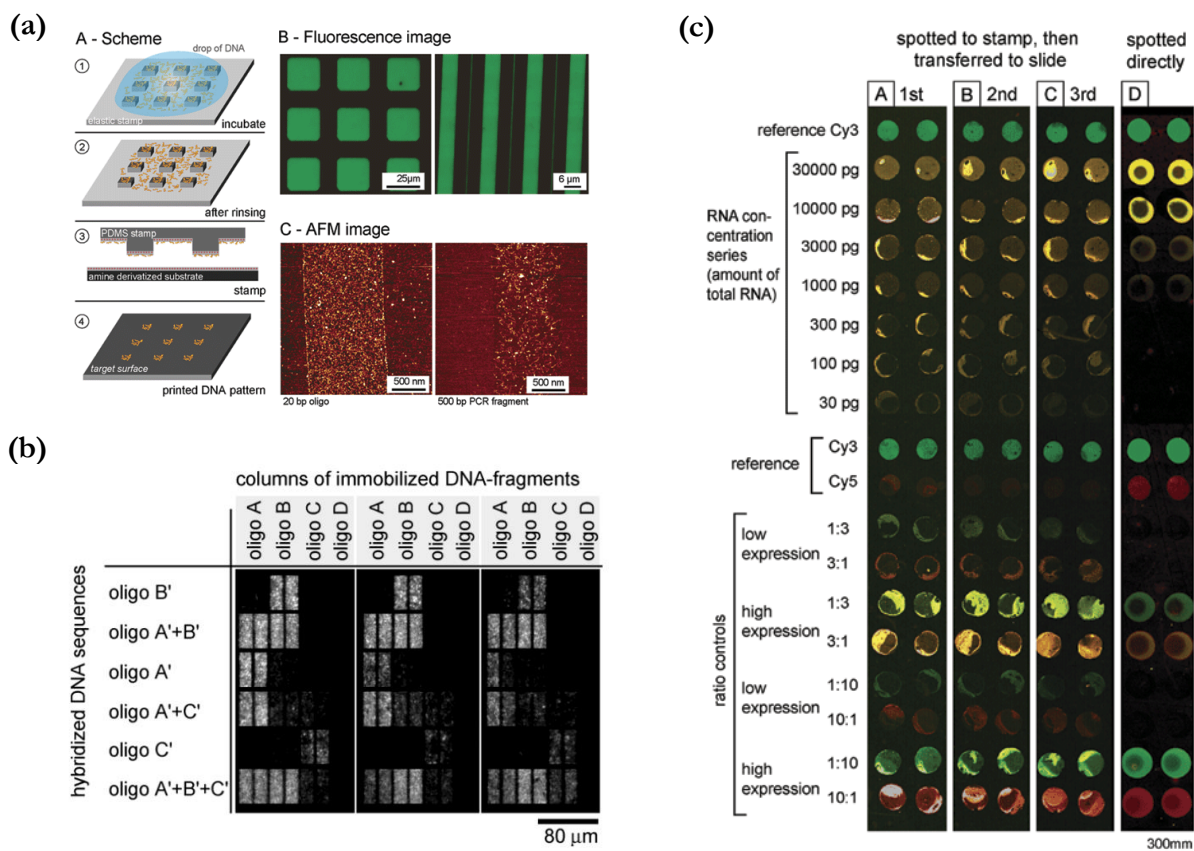 (a)
A - Scheme
drop of DNA
1
elastic stamp
incubate
2
after rinsing
3
PDMS stamp
amine derivatized substrate
stamp
4
target surface
printed DNA pattern
B - Fluorescence image
25µm
6 µm
C - AFM image
500 nm
500 nm
20 bp oligo
500 bp PCR fragment
(b)
columns of immobilized DNA-fragments
oligo A
oligo B
oligo C
oligo D
oligo A
oligo B
oligo C
oligo D
oligo A
oligo B
oligo C
oligo D
hybridized DNA sequences
oligo B'
oligo A'+B'
oligo A'
oligo A'+C'
oligo C'
oligo A'+B'+C'
80 µm
(c)
spotted to stamp, then
transferred to slide
spotted
directly
A 1st
B 2nd
C 3rd
D
reference Cy3
RNA con-
centration
series
(amount of
total RNA)
30000 pg
10000 pg
3000 pg
1000 pg
300 pg
100 pg
30 pg
reference
Cy3
Cy5
ratio controls
low
expression
1:3
3:1
high
expression
1:3
3:1
low
expression
1:10
10:1
high
expression
1:10
10:1
300mm